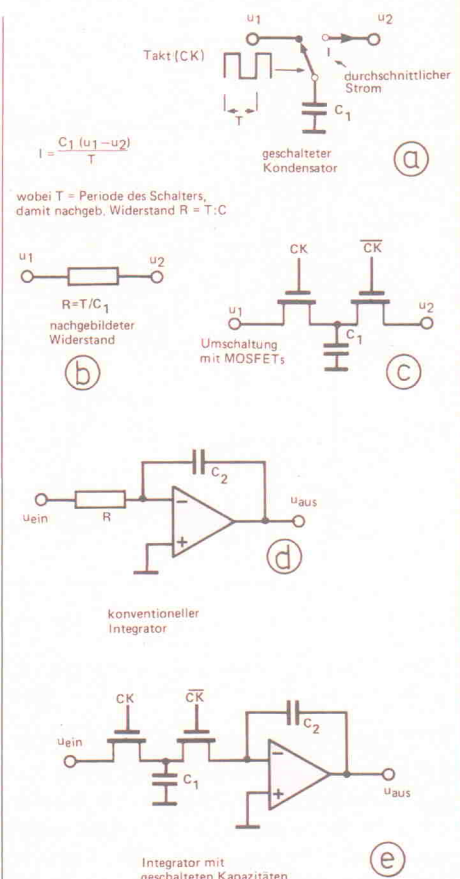 u1
u2
Takt (CK)
I
durchschnittlicher
Strom
T
C1
geschalteter
Kondensator
a
I = C1 (u1−u2)
T
wobei T = Periode des Schalters,
damit nachgeb. Widerstand R = T:C
u1
u2
R=T/C1
nachgebildeter
Widerstand
b
CK
CK
u1
u2
C1
Umschaltung
mit MOSFETs
c
C2
uein
R
−
+
uaus
d
konventioneller
Integrator
CK
CK
uein
C1
C2
−
+
uaus
e
Integrator mit
geschalteten Kapazitäten